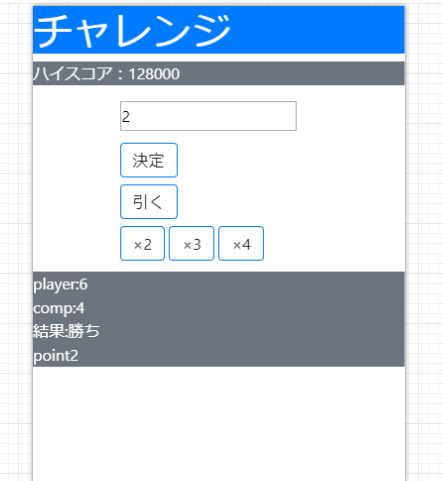 チャレンジ
ハイスコア：128000
2
決定
引く
×2 ×3 ×4
player:6
comp:4
結果:勝ち
point2